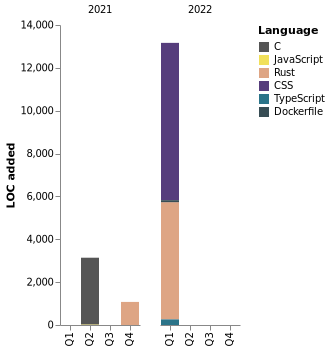 2021 2022
Language
C
JavaScript
Rust
CSS
TypeScript
Dockerfile
LOC added
14,000
12,000
10,000
8,000
6,000
4,000
2,000
0
Q1 Q2 Q3 Q4 Q1 Q2 Q3 Q4